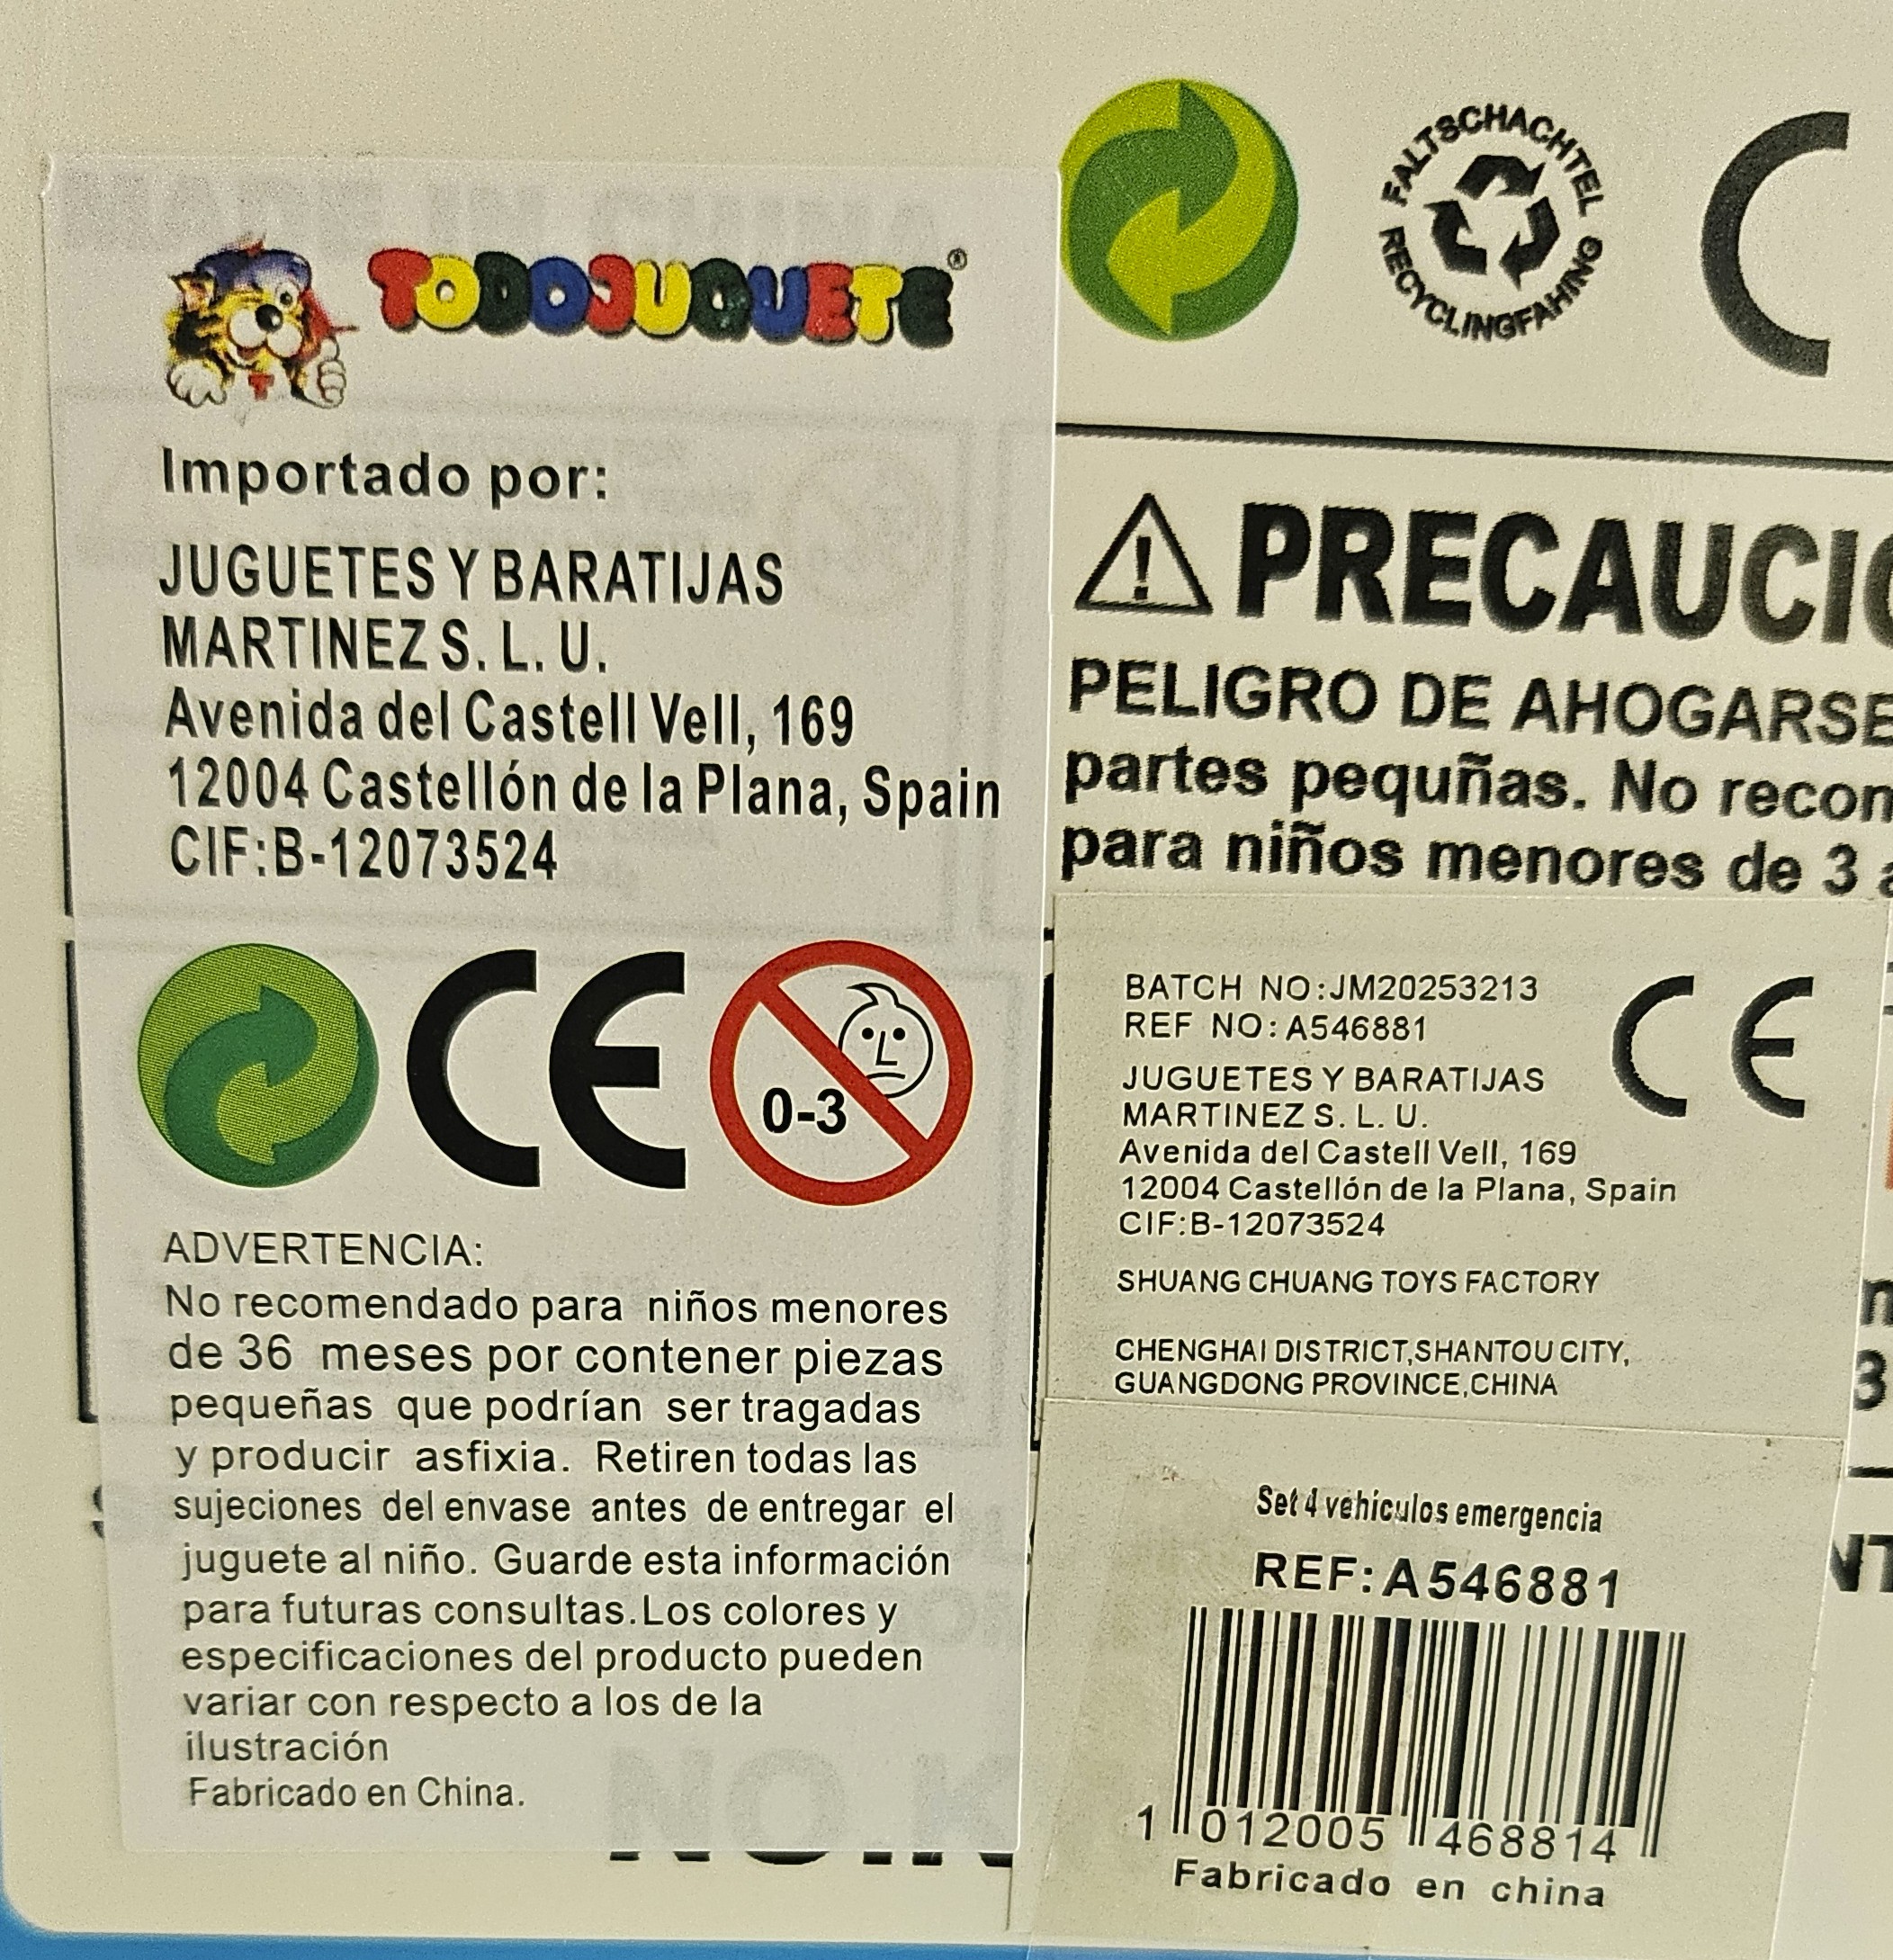 TODOJUQUETE®
Importado por:
JUGUETES Y BARATIJAS
MARTINEZ S. L. U.
Avenida del Castell Vell, 169
12004 Castellón de la Plana, Spain
CIF:B-12073524
CE
0-3
ADVERTENCIA:
No recomendado para niños menores
de 36 meses por contener piezas
pequeñas que podrían ser tragadas
y producir asfixia. Retiren todas las
sujeciones del envase antes de entregar el
juguete al niño. Guarde esta información
para futuras consultas. Los colores y
especificaciones del producto pueden
variar con respecto a los de la
ilustración
Fabricado en China.
FALTSCHACHTEL
RECYCLINGFAHNG
C
PRECAUCIO
PELIGRO DE AHOGARSE
partes pequñas. No recom
para niños menores de 3 a
BATCH NO:JM20253213
REF NO:A546881
CE
JUGUETES Y BARATIJAS
MARTINEZ S. L. U.
Avenida del Castell Vell, 169
12004 Castellón de la Plana, Spain
CIF:B-12073524
SHUANG CHUANG TOYS FACTORY
CHENGHAI DISTRICT,SHANTOU CITY,
GUANGDONG PROVINCE,CHINA
Set 4 vehículos emergencia
REF:A546881
1 012005 468814
Fabricado en china